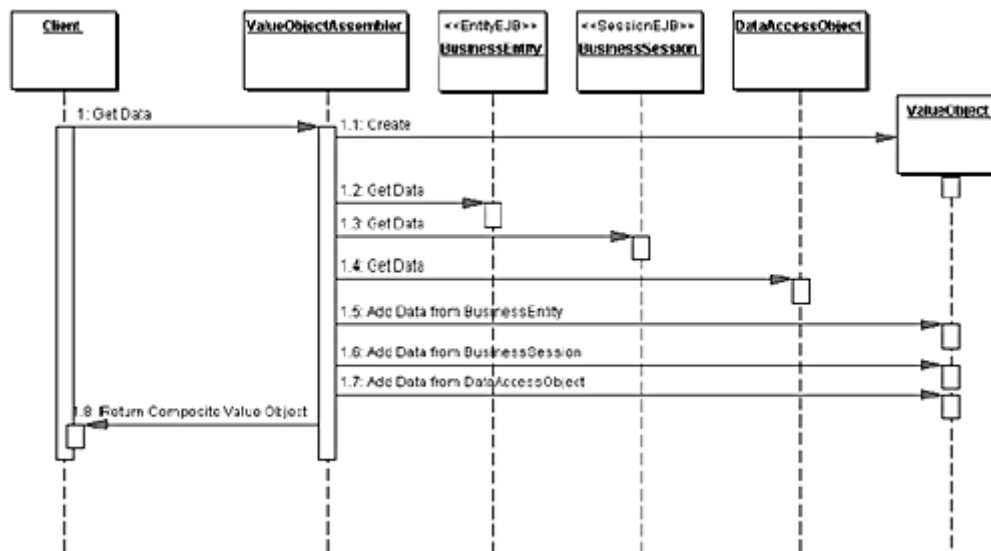 Client
ValueObjectAssembler
<<EntityEJB>>
BusinessEntity
<<SessionEJB>>
BusinessSession
DataAccessObject
ValueObject
1: Get Data
1.1: Create
1.2: Get Data
1.3: Get Data
1.4: Get Data
1.5: Add Data from BusinessEntity
1.6: Add Data from BusinessSession
1.7: Add Data from DataAccessObject
1.8: Return Composite Value Object